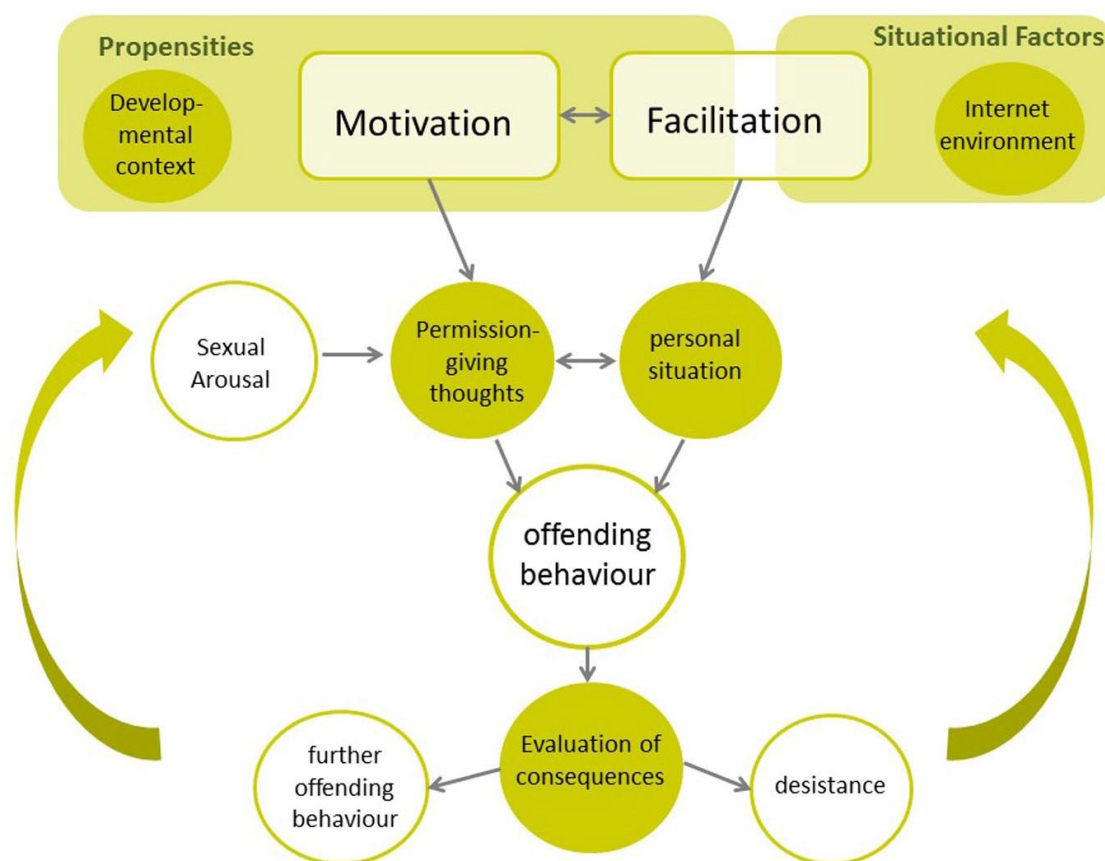 Propensities
Situational Factors
Develop-
mental
context
Motivation
Facilitation
Internet
environment
Sexual
Arousal
Permission-
giving
thoughts
personal
situation
offending
behaviour
further
offending
behaviour
Evaluation of
consequences
desistance